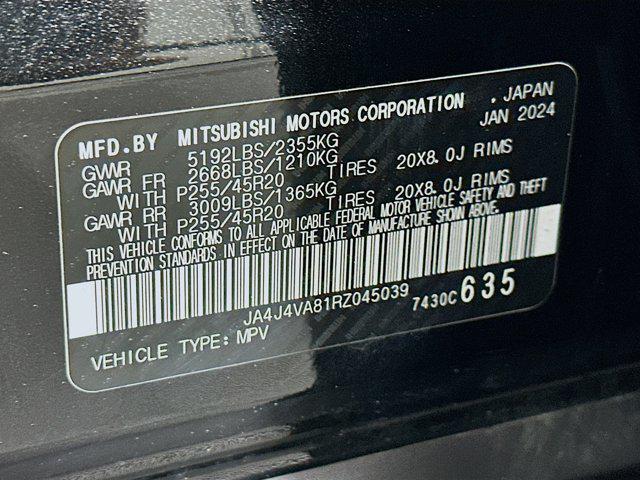 MFD.BY MITSUBISHI MOTORS CORPORATION . JAPAN
JAN 2024
GVWR 5192LBS/2355KG
GAWR FR 2668LBS/1210KG
WITH P255/45R20 TIRES 20X8.0J RIMS
GAWR RR 3009LBS/1365KG
WITH P255/45R20 TIRES 20X8.0J RIMS
THIS VEHICLE CONFORMS TO ALL APPLICABLE FEDERAL MOTOR VEHICLE SAFETY AND THEFT
PREVENTION STANDARDS IN EFFECT ON THE DATE OF MANUFACTURE SHOWN ABOVE.
JA4J4VA81RZ045039 7430C 635
VEHICLE TYPE: MPV